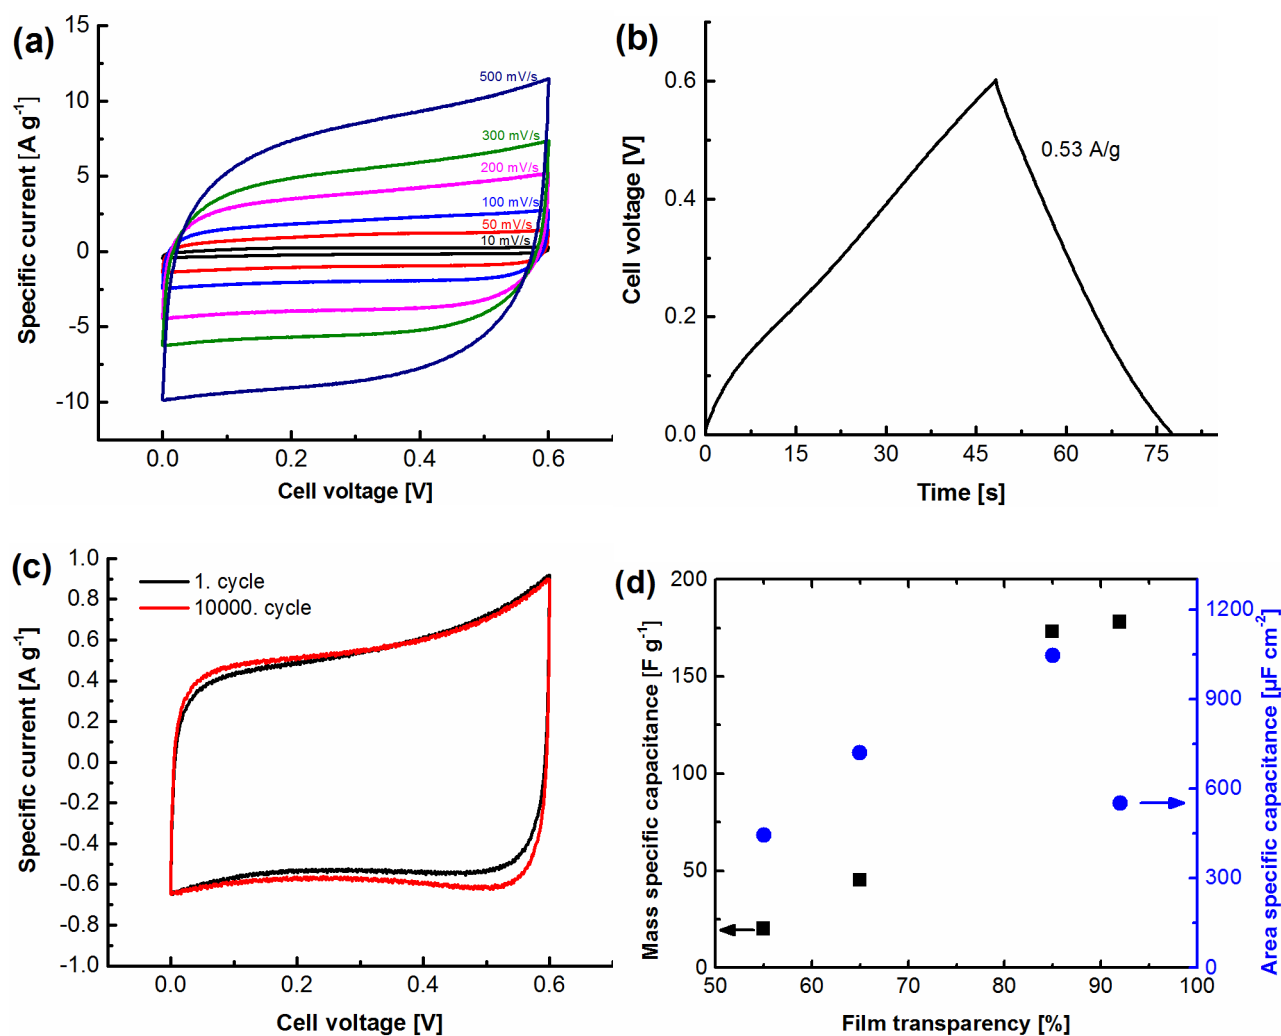 (a)
Specific current [A g-1]
15
10
5
0
-5
-10
500 mV/s
300 mV/s
200 mV/s
100 mV/s
50 mV/s
10 mV/s
0.0 0.2 0.4 0.6
Cell voltage [V]
(b)
Cell voltage [V]
0.6
0.4
0.2
0.0
0.53 A/g
0 15 30 45 60 75
Time [s]
(c)
Specific current [A g-1]
1.0
0.8
0.6
0.4
0.2
0.0
-0.2
-0.4
-0.6
-0.8
-1.0
1. cycle
10000. cycle
0.0 0.2 0.4 0.6
Cell voltage [V]
(d)
Mass specific capacitance [F g-1]
200
150
100
50
0
1200
900
600
300
0
Area specific capacitance [µF cm-2]
50 60 70 80 90 100
Film transparency [%]